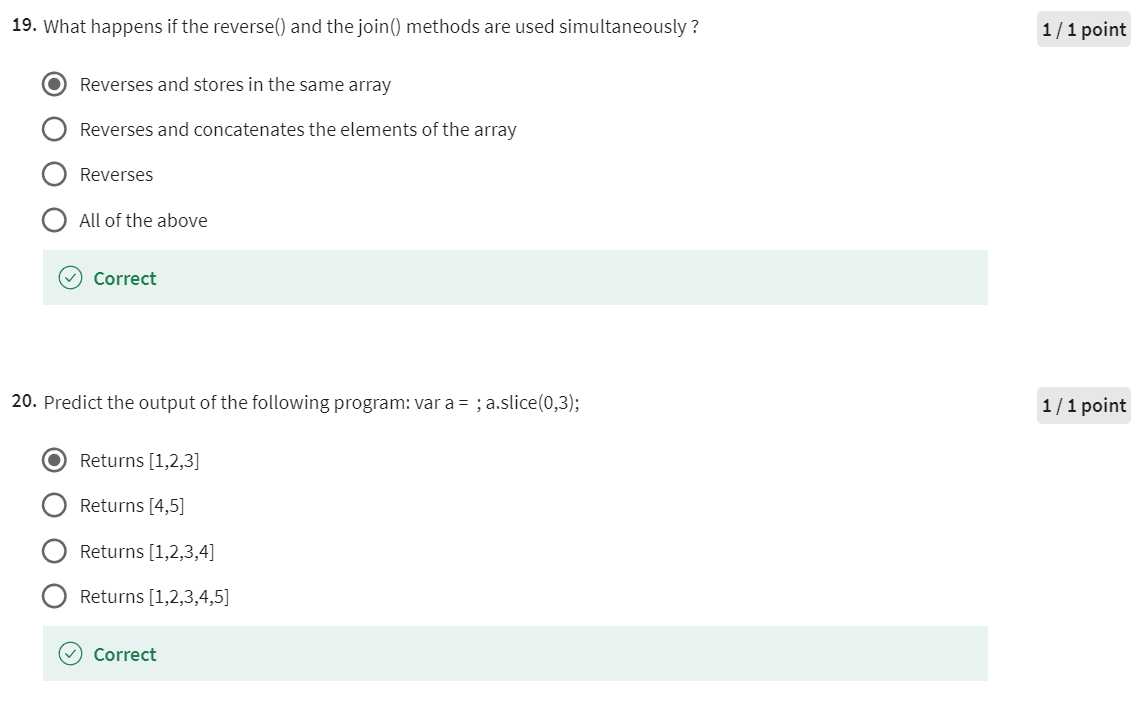 19. What happens if the reverse() and the join() methods are used simultaneously ?
1 / 1 point
Reverses and stores in the same array
Reverses and concatenates the elements of the array
Reverses
All of the above
Correct
20. Predict the output of the following program: var a = ; a.slice(0,3);
1 / 1 point
Returns [1,2,3]
Returns [4,5]
Returns [1,2,3,4]
Returns [1,2,3,4,5]
Correct